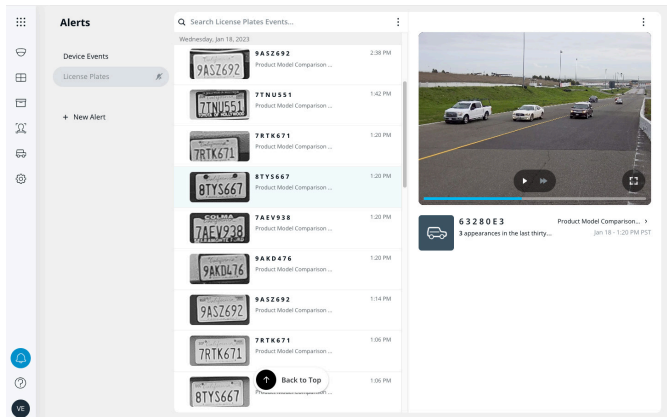 Alerts
Device Events
License Plates
+ New Alert
VE
Search License Plates Events...
Wednesday, Jan 18, 2023
9ASZ692
9ASZ692
2:38 PM
Product Model Comparison ...
7TNU551
7TNU551
1:42 PM
Product Model Comparison ...
7RTK671
7RTK671
1:20 PM
Product Model Comparison ...
8TYS667
8TYS667
1:20 PM
Product Model Comparison ...
COLMA
7AEV938
7AEV938
1:20 PM
Product Model Comparison ...
9AKD476
9AKD476
1:20 PM
Product Model Comparison ...
9ASZ692
9ASZ692
1:14 PM
Product Model Comparison ...
7RTK671
7RTK671
1:06 PM
Product Model Comparison ...
8TYS667
1:06 PM
Back to Top
63280E3
Product Model Comparison...
3 appearances in the last thirty...
Jan 18 - 1:20 PM PST